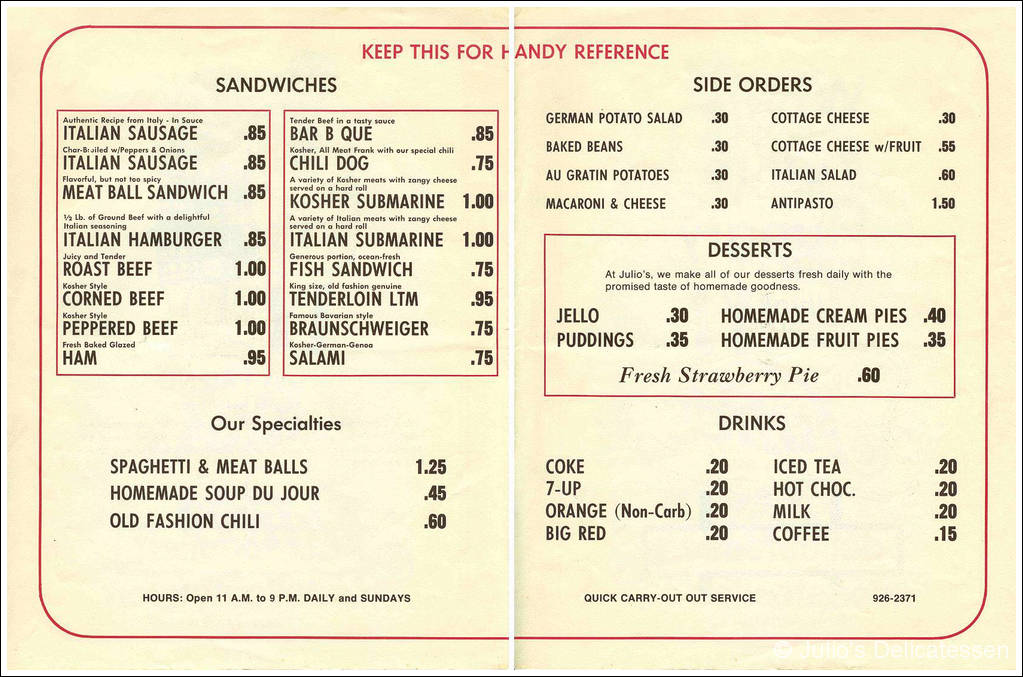 KEEP THIS FOR HANDY REFERENCE
SANDWICHES
Authentic Recipe from Italy - In Sauce
ITALIAN SAUSAGE .85
Char-Broiled w/Peppers & Onions
ITALIAN SAUSAGE .85
Flavorful, but not too spicy
MEAT BALL SANDWICH .85
½ Lb. of Ground Beef with a delightful
Italian seasoning
ITALIAN HAMBURGER .85
Juicy and Tender
ROAST BEEF 1.00
Kosher Style
CORNED BEEF 1.00
Kosher Style
PEPPERED BEEF 1.00
Fresh Baked Glazed
HAM .95
Tender Beef in a tasty sauce
BAR B QUE .85
Kosher, All Meat Frank with our special chili
CHILI DOG .75
A variety of Kosher meats with zangy cheese
served on a hard roll
KOSHER SUBMARINE 1.00
A variety of Italian meats with zangy cheese
served on a hard roll
ITALIAN SUBMARINE 1.00
Generous portion, ocean-fresh
FISH SANDWICH .75
King size, old fashion genuine
TENDERLOIN LTM .95
Famous Bavarian style
BRAUNSCHWEIGER .75
Kosher-German-Genoa
SALAMI .75
Our Specialties
SPAGHETTI & MEAT BALLS 1.25
HOMEMADE SOUP DU JOUR .45
OLD FASHION CHILI .60
HOURS: Open 11 A.M. to 9 P.M. DAILY and SUNDAYS
SIDE ORDERS
GERMAN POTATO SALAD .30 COTTAGE CHEESE .30
BAKED BEANS .30 COTTAGE CHEESE w/FRUIT .55
AU GRATIN POTATOES .30 ITALIAN SALAD .60
MACARONI & CHEESE .30 ANTIPASTO 1.50
DESSERTS
At Julio's, we make all of our desserts fresh daily with the
promised taste of homemade goodness.
JELLO .30 HOMEMADE CREAM PIES .40
PUDDINGS .35 HOMEMADE FRUIT PIES .35
Fresh Strawberry Pie .60
DRINKS
COKE .20 ICED TEA .20
7-UP .20 HOT CHOC. .20
ORANGE (Non-Carb) .20 MILK .20
BIG RED .20 COFFEE .15
QUICK CARRY-OUT OUT SERVICE 926-2371
© Julio's Delicatessen